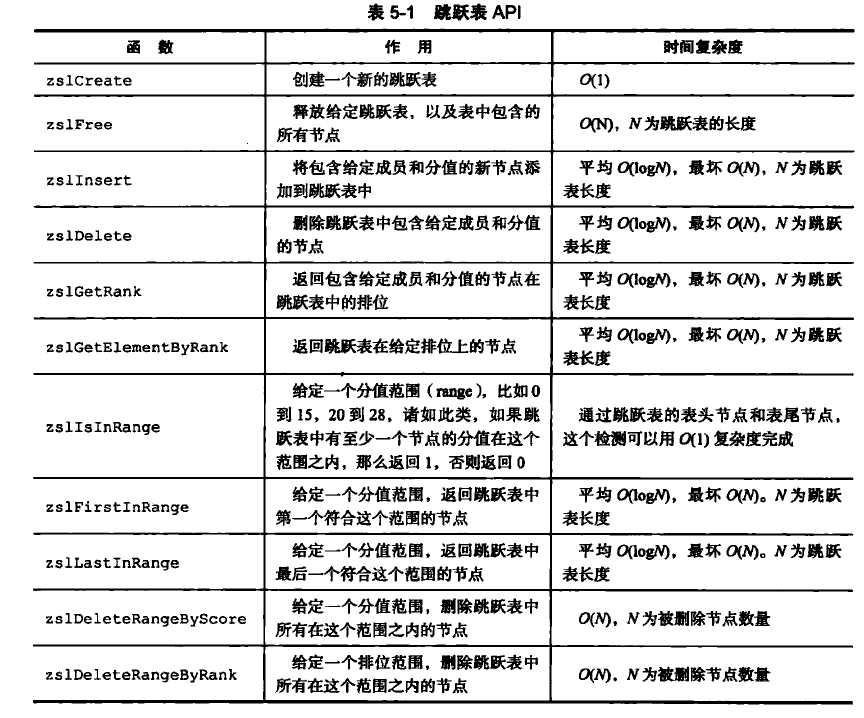 表 5-1 跳跃表 API
函 数 作 用 时间复杂度
zslCreate 创建一个新的跳跃表 O(1)
释放给定跳跃表，以及表中包含的
zslFree O(N)，N 为跳跃表的长度
所有节点
将包含给定成员和分值的新节点添 平均 O(logN)，最坏 O(N)，N 为跳跃
zslInsert
加到跳跃表中 表长度
删除跳跃表中包含给定成员和分值 平均 O(logN)，最坏 O(N)，N 为跳跃
zslDelete
的节点 表长度
返回包含给定成员和分值的节点在 平均 O(logN)，最坏 O(N)，N 为跳跃
zslGetRank
跳跃表中的排位 表长度
平均 O(logN)，最坏 O(N)，N 为跳跃
zslGetElementByRank 返回跳跃表在给定排位上的节点
表长度
给定一个分值范围（range），比如 0
到 15，20 到 28，诸如此类，如果跳 通过跳跃表的表头节点和表尾节点，
zslIsInRange
跃表中有至少一个节点的分值在这个 这个检测可以用 O(1) 复杂度完成
范围之内，那么返回 1，否则返回 0
给定一个分值范围，返回跳跃表中 平均 O(logN)，最坏 O(N)。N 为跳跃
zslFirstInRange
第一个符合这个范围的节点 表长度
给定一个分值范围，返回跳跃表中 平均 O(logN)，最坏 O(N)。N 为跳跃
zslLastInRange
最后一个符合这个范围的节点 表长度
给定一个分值范围，删除跳跃表中
zslDeleteRangeByScore O(N)，N 为被删除节点数量
所有在这个范围之内的节点
给定一个排位范围，删除跳跃表中
zslDeleteRangeByRank O(N)，N 为被删除节点数量
所有在这个范围之内的节点